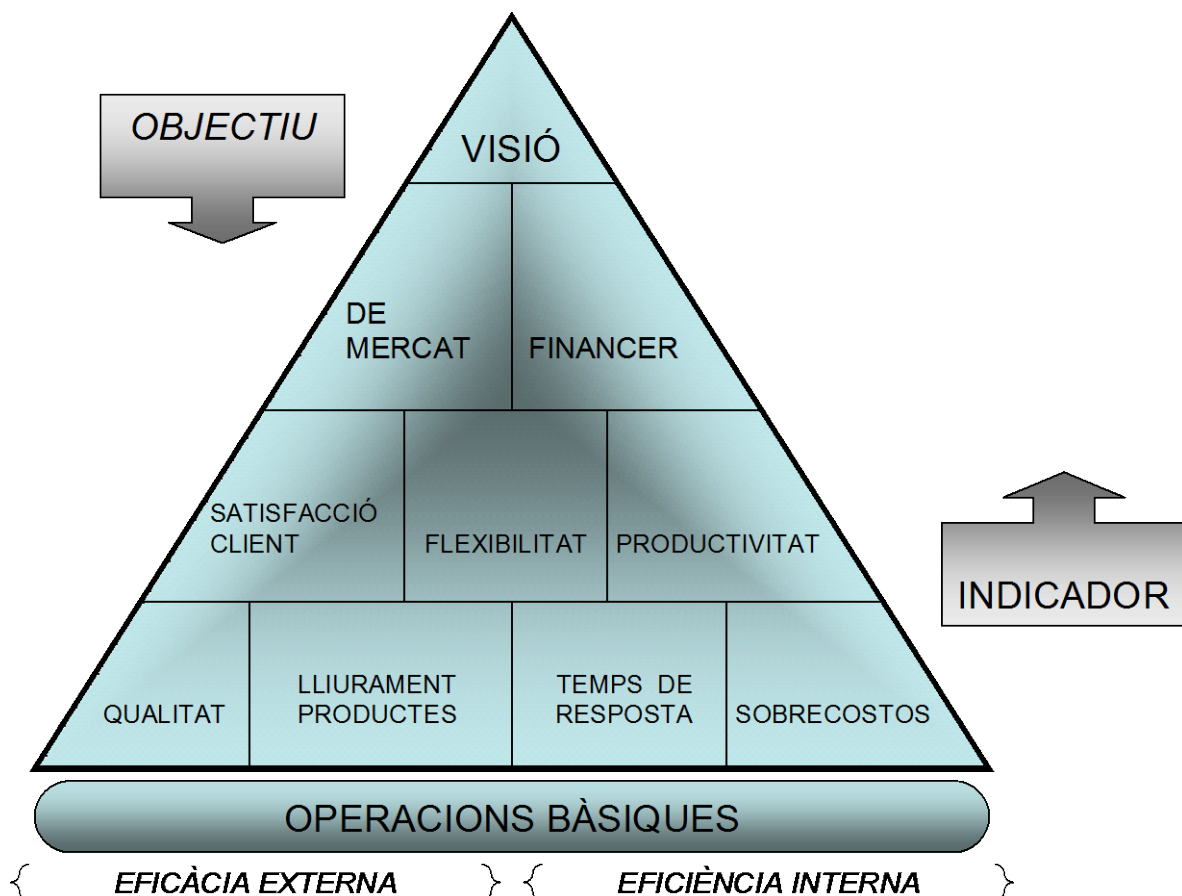 OBJECTIU
VISIÓ
DE
MERCAT
FINANCER
SATISFACCIÓ
CLIENT
FLEXIBILITAT
PRODUCTIVITAT
INDICADOR
QUALITAT
LLIURAMENT
PRODUCTES
TEMPS DE
RESPOSTA
SOBRECOSTOS
OPERACIONS BÀSIQUES
{ EFICÀCIA EXTERNA }
{ EFICIÈNCIA INTERNA }